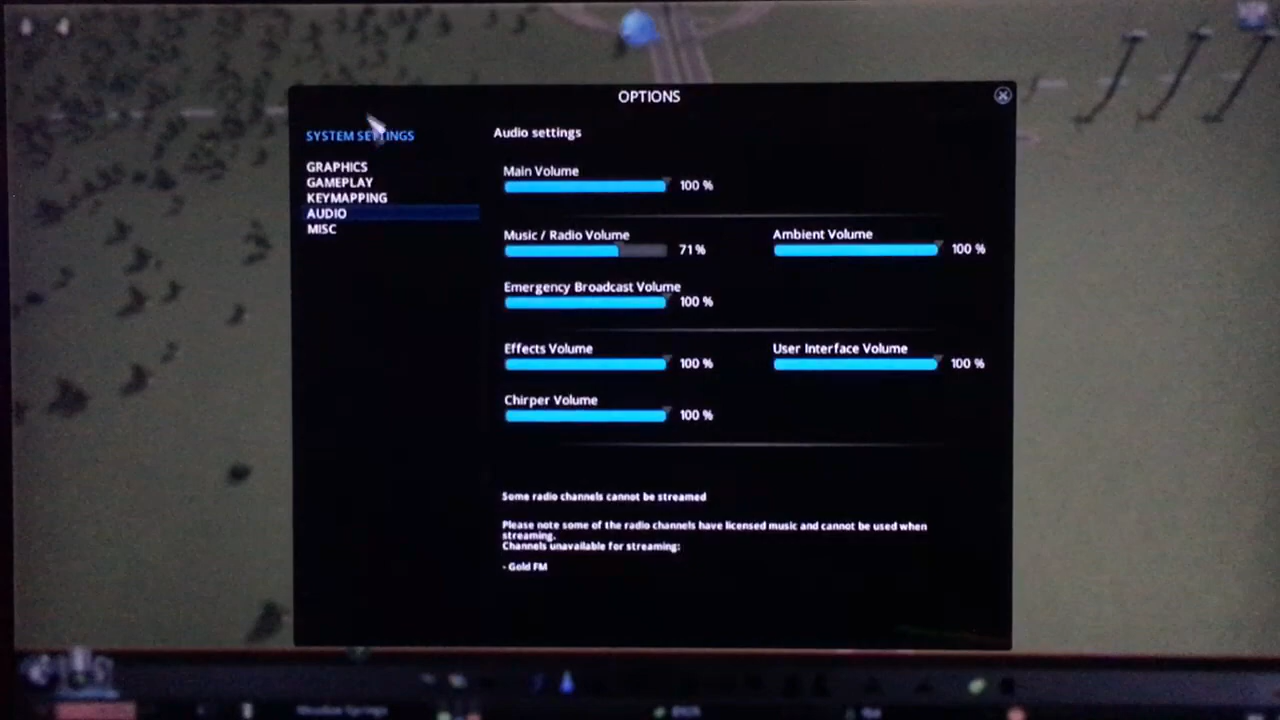 OPTIONS
SYSTEM SETTINGS
GRAPHICS
GAMEPLAY
KEYMAPPING
AUDIO
MISC
Audio settings
Main Volume
100 %
Music / Radio Volume
71 %
Ambient Volume
100 %
Emergency Broadcast Volume
100 %
Effects Volume
100 %
User Interface Volume
100 %
Chirper Volume
100 %
Some radio channels cannot be streamed
Please note some of the radio channels have licensed music and cannot be used when
streaming.
Channels unavailable for streaming:
- Gold FM